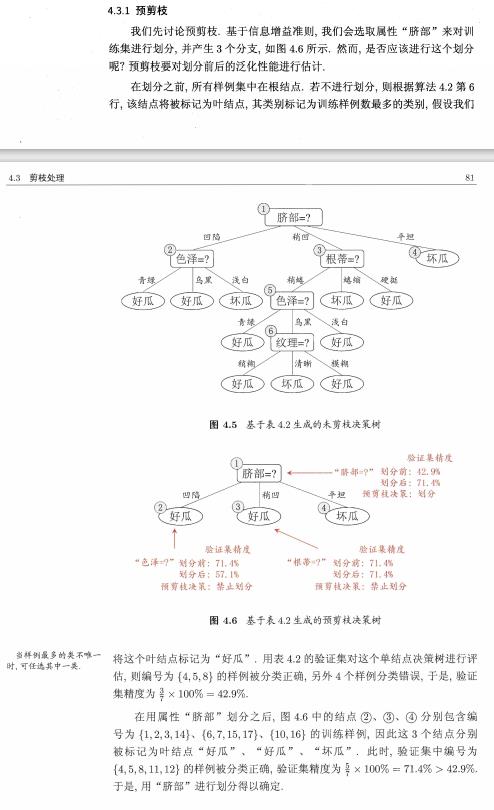 4.3.1 预剪枝
我们先讨论预剪枝. 基于信息增益准则, 我们会选取属性“脐部”来对训
练集进行划分, 并产生 3 个分支, 如图 4.6 所示. 然而, 是否应该进行这个划分
呢? 预剪枝要对划分前后的泛化性能进行估计.
在划分之前, 所有样例集中在根结点. 若不进行划分, 则根据算法 4.2 第 6
行, 该结点将被标记为叶结点, 其类别标记为训练样例数最多的类别, 假设我们
4.3 剪枝处理 81
① 脐部=?
凹陷 稍凹 平坦
② 色泽=? ③ 根蒂=? ④ 坏瓜
青绿 乌黑 浅白 稍蜷 蜷缩 硬挺
好瓜 好瓜 坏瓜 ⑤ 色泽=? 坏瓜 好瓜
青绿 乌黑 浅白
好瓜 ⑥ 纹理=? 好瓜
稍糊 清晰 模糊
好瓜 坏瓜 好瓜
图 4.5 基于表 4.2 生成的未剪枝决策树
验证集精度
① 脐部=? “脐部=?” 划分前: 42.9%
划分后: 71.4%
预剪枝决策: 划分
凹陷 稍凹 平坦
② 好瓜 ③ 好瓜 ④ 坏瓜
验证集精度 验证集精度
“色泽=?” 划分前: 71.4% “根蒂=?” 划分前: 71.4%
划分后: 57.1% 划分后: 71.4%
预剪枝决策: 禁止划分 预剪枝决策: 禁止划分
图 4.6 基于表 4.2 生成的预剪枝决策树
当样例最多的类不唯一
时, 可任选其中一类.
将这个叶结点标记为“好瓜”. 用表 4.2 的验证集对这个单结点决策树进行评
估, 则编号为 {4,5,8} 的样例被分类正确, 另外 4 个样例分类错误, 于是, 验证
集精度为 3/7 × 100% = 42.9%.
在用属性“脐部”划分之后, 图 4.6 中的结点 ②、③、④ 分别包含编
号为 {1,2,3,14}、{6,7,15,17}、{10,16} 的训练样例, 因此这 3 个结点分别
被标记为叶结点“好瓜”、“好瓜”、“坏瓜”. 此时, 验证集中编号为
{4,5,8,11,12} 的样例被分类正确, 验证集精度为 5/7 × 100% = 71.4% > 42.9%.
于是, 用“脐部”进行划分得以确定.